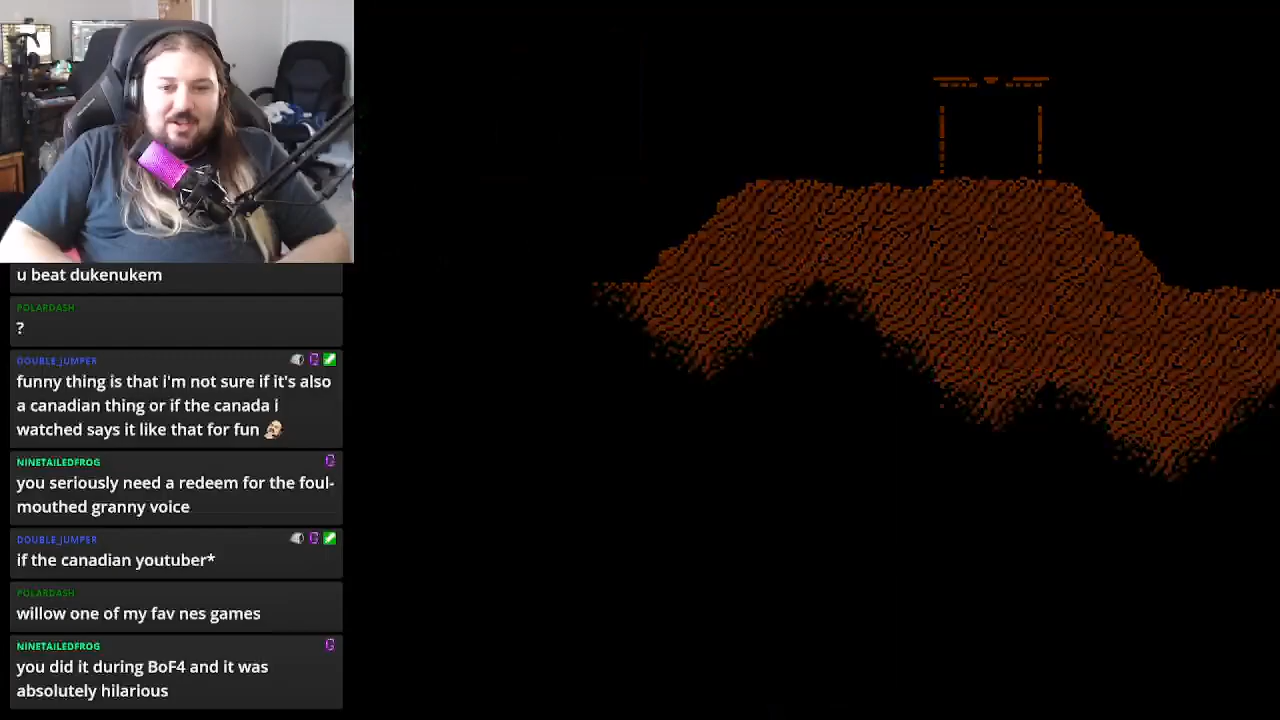 u beat dukenukem
POLARDASH
?
DOUBLE_JUMPER
funny thing is that i'm not sure if it's also
a canadian thing or if the canada i
watched says it like that for fun
NINETAILEDFROG
you seriously need a redeem for the foul-
mouthed granny voice
DOUBLE_JUMPER
if the canadian youtuber*
POLARDASH
willow one of my fav nes games
NINETAILEDFROG
you did it during BoF4 and it was
absolutely hilarious